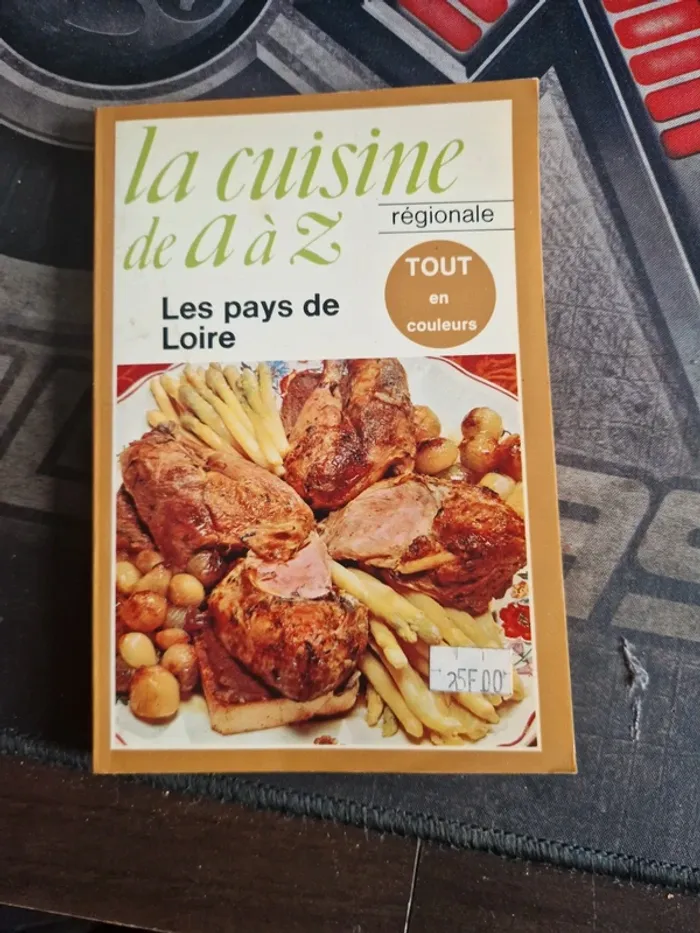 la cuisine
régionale
de a à z
TOUT
en
couleurs
Les pays de
Loire
25F00